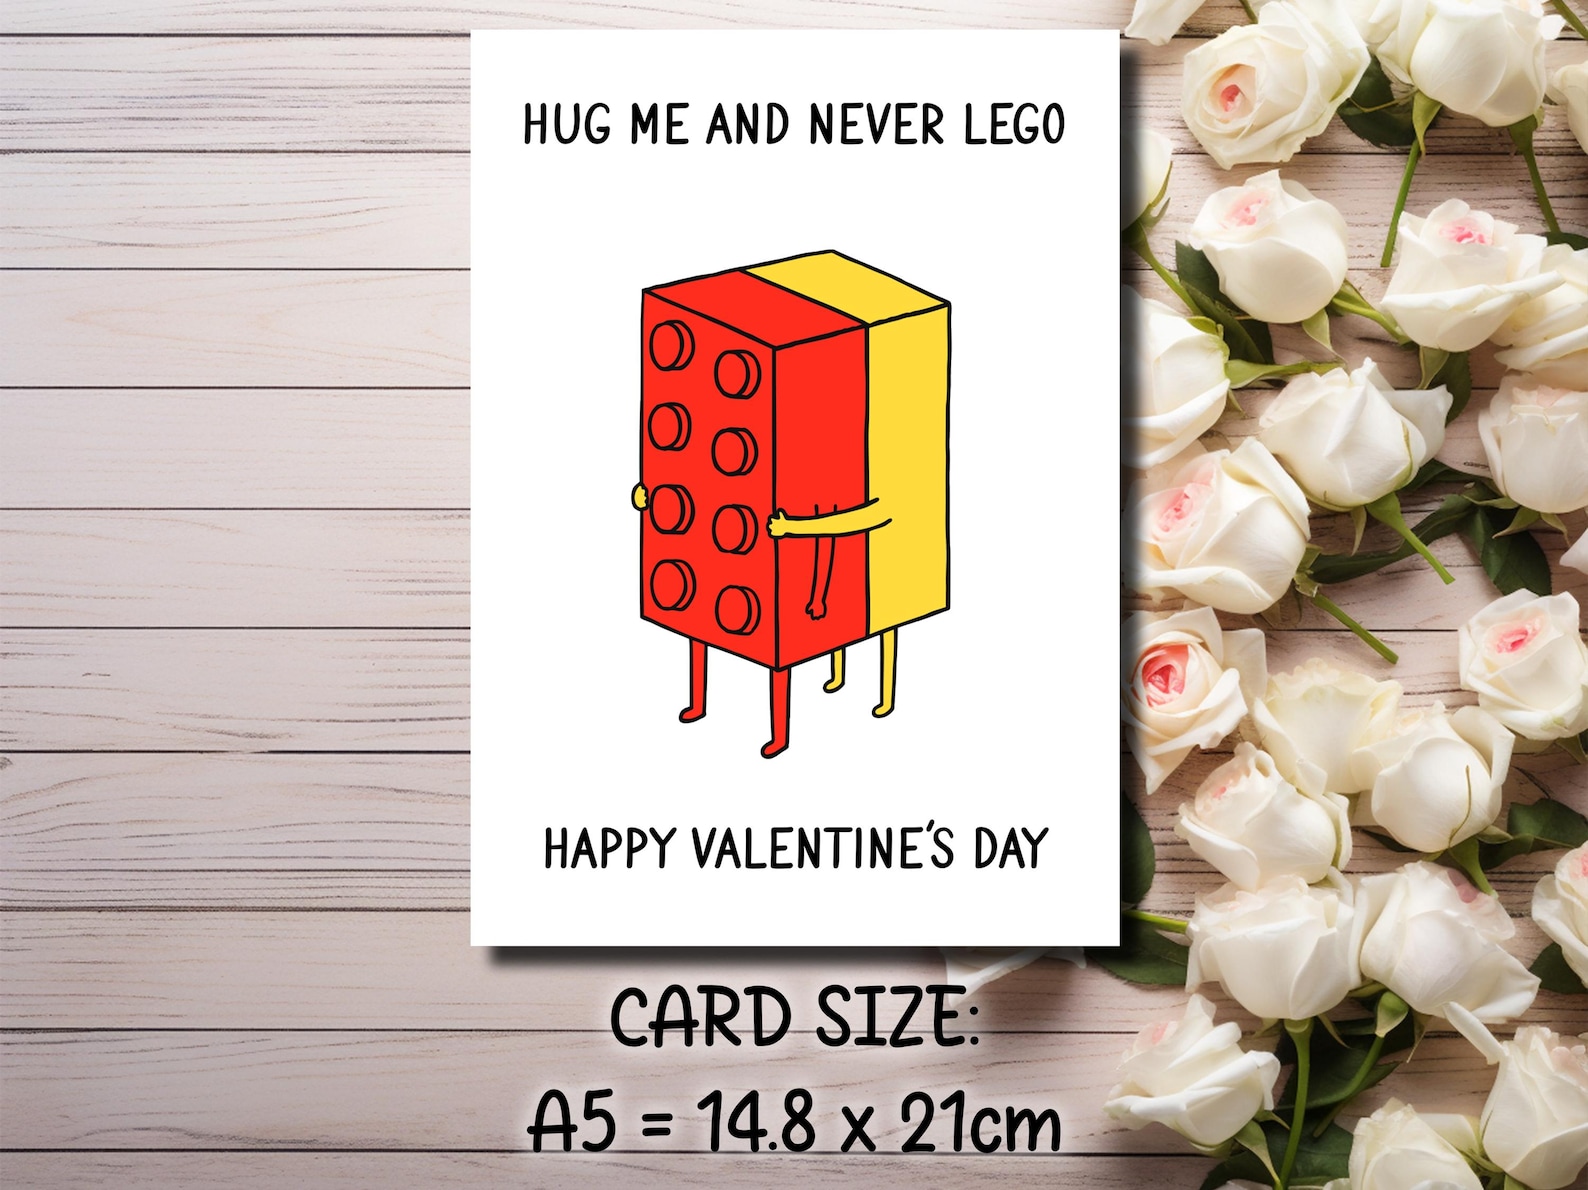 HUG ME AND NEVER LEGO
HAPPY VALENTINE'S DAY
CARD SIZE:
A5 = 14.8 x 21cm